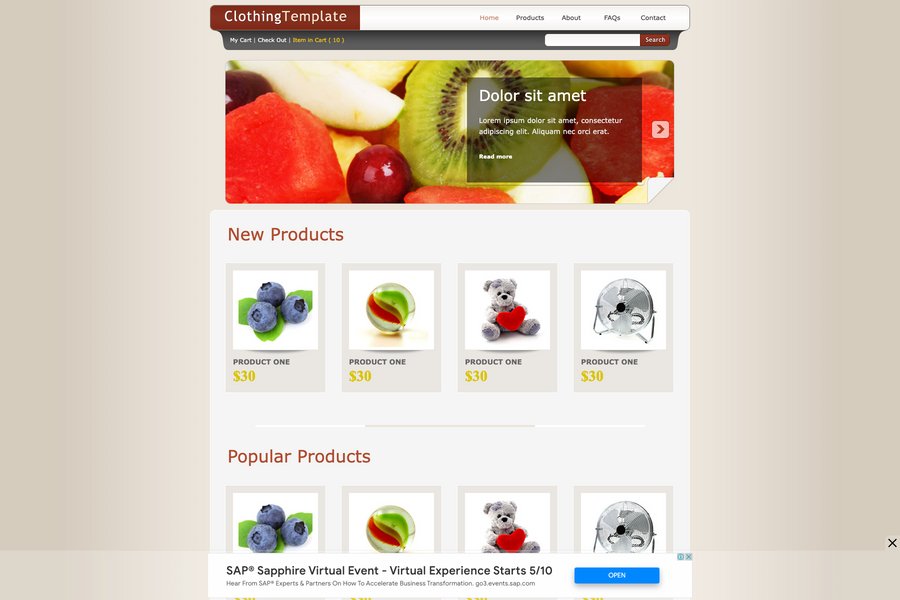 ClothingTemplate
Home Products About FAQs Contact
My Cart | Check Out | Item in Cart ( 10 )
Search
Dolor sit amet
Lorem ipsum dolor sit amet, consectetur
adipiscing elit. Aliquam nec orci erat.
Read more
New Products
PRODUCT ONE PRODUCT ONE PRODUCT ONE PRODUCT ONE
$30 $30 $30 $30
Popular Products
SAP® Sapphire Virtual Event - Virtual Experience Starts 5/10
Hear From SAP® Experts & Partners On How To Accelerate Business Transformation. go3.events.sap.com
OPEN